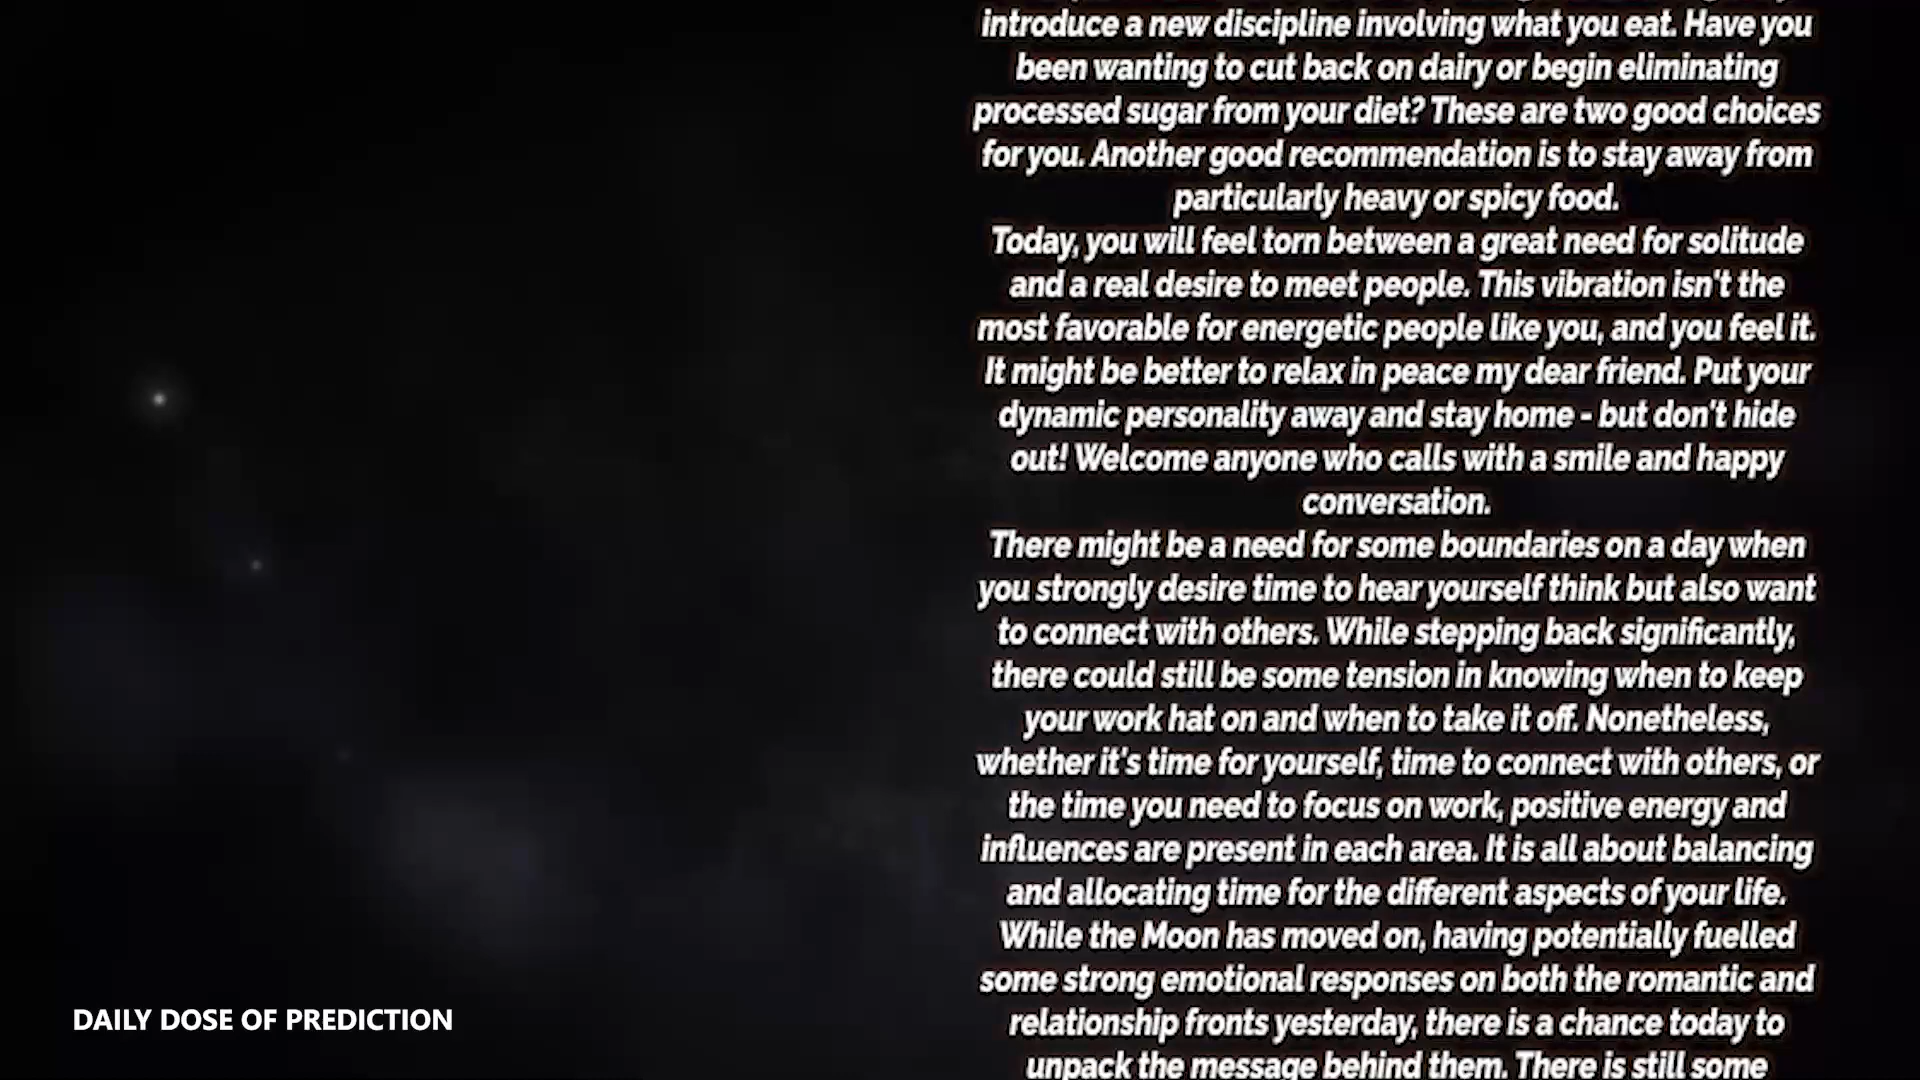 introduce a new discipline involving what you eat. Have you
been wanting to cut back on dairy or begin eliminating
processed sugar from your diet? These are two good choices
for you. Another good recommendation is to stay away from
particularly heavy or spicy food.
Today, you will feel torn between a great need for solitude
and a real desire to meet people. This vibration isn't the
most favorable for energetic people like you, and you feel it.
It might be better to relax in peace my dear friend. Put your
dynamic personality away and stay home - but don't hide
out! Welcome anyone who calls with a smile and happy
conversation.
There might be a need for some boundaries on a day when
you strongly desire time to hear yourself think but also want
to connect with others. While stepping back significantly,
there could still be some tension in knowing when to keep
your work hat on and when to take it off. Nonetheless,
whether it's time for yourself, time to connect with others, or
the time you need to focus on work, positive energy and
influences are present in each area. It is all about balancing
and allocating time for the different aspects of your life.
While the Moon has moved on, having potentially fuelled
some strong emotional responses on both the romantic and
relationship fronts yesterday, there is a chance today to
unpack the message behind them. There is still some
DAILY DOSE OF PREDICTION